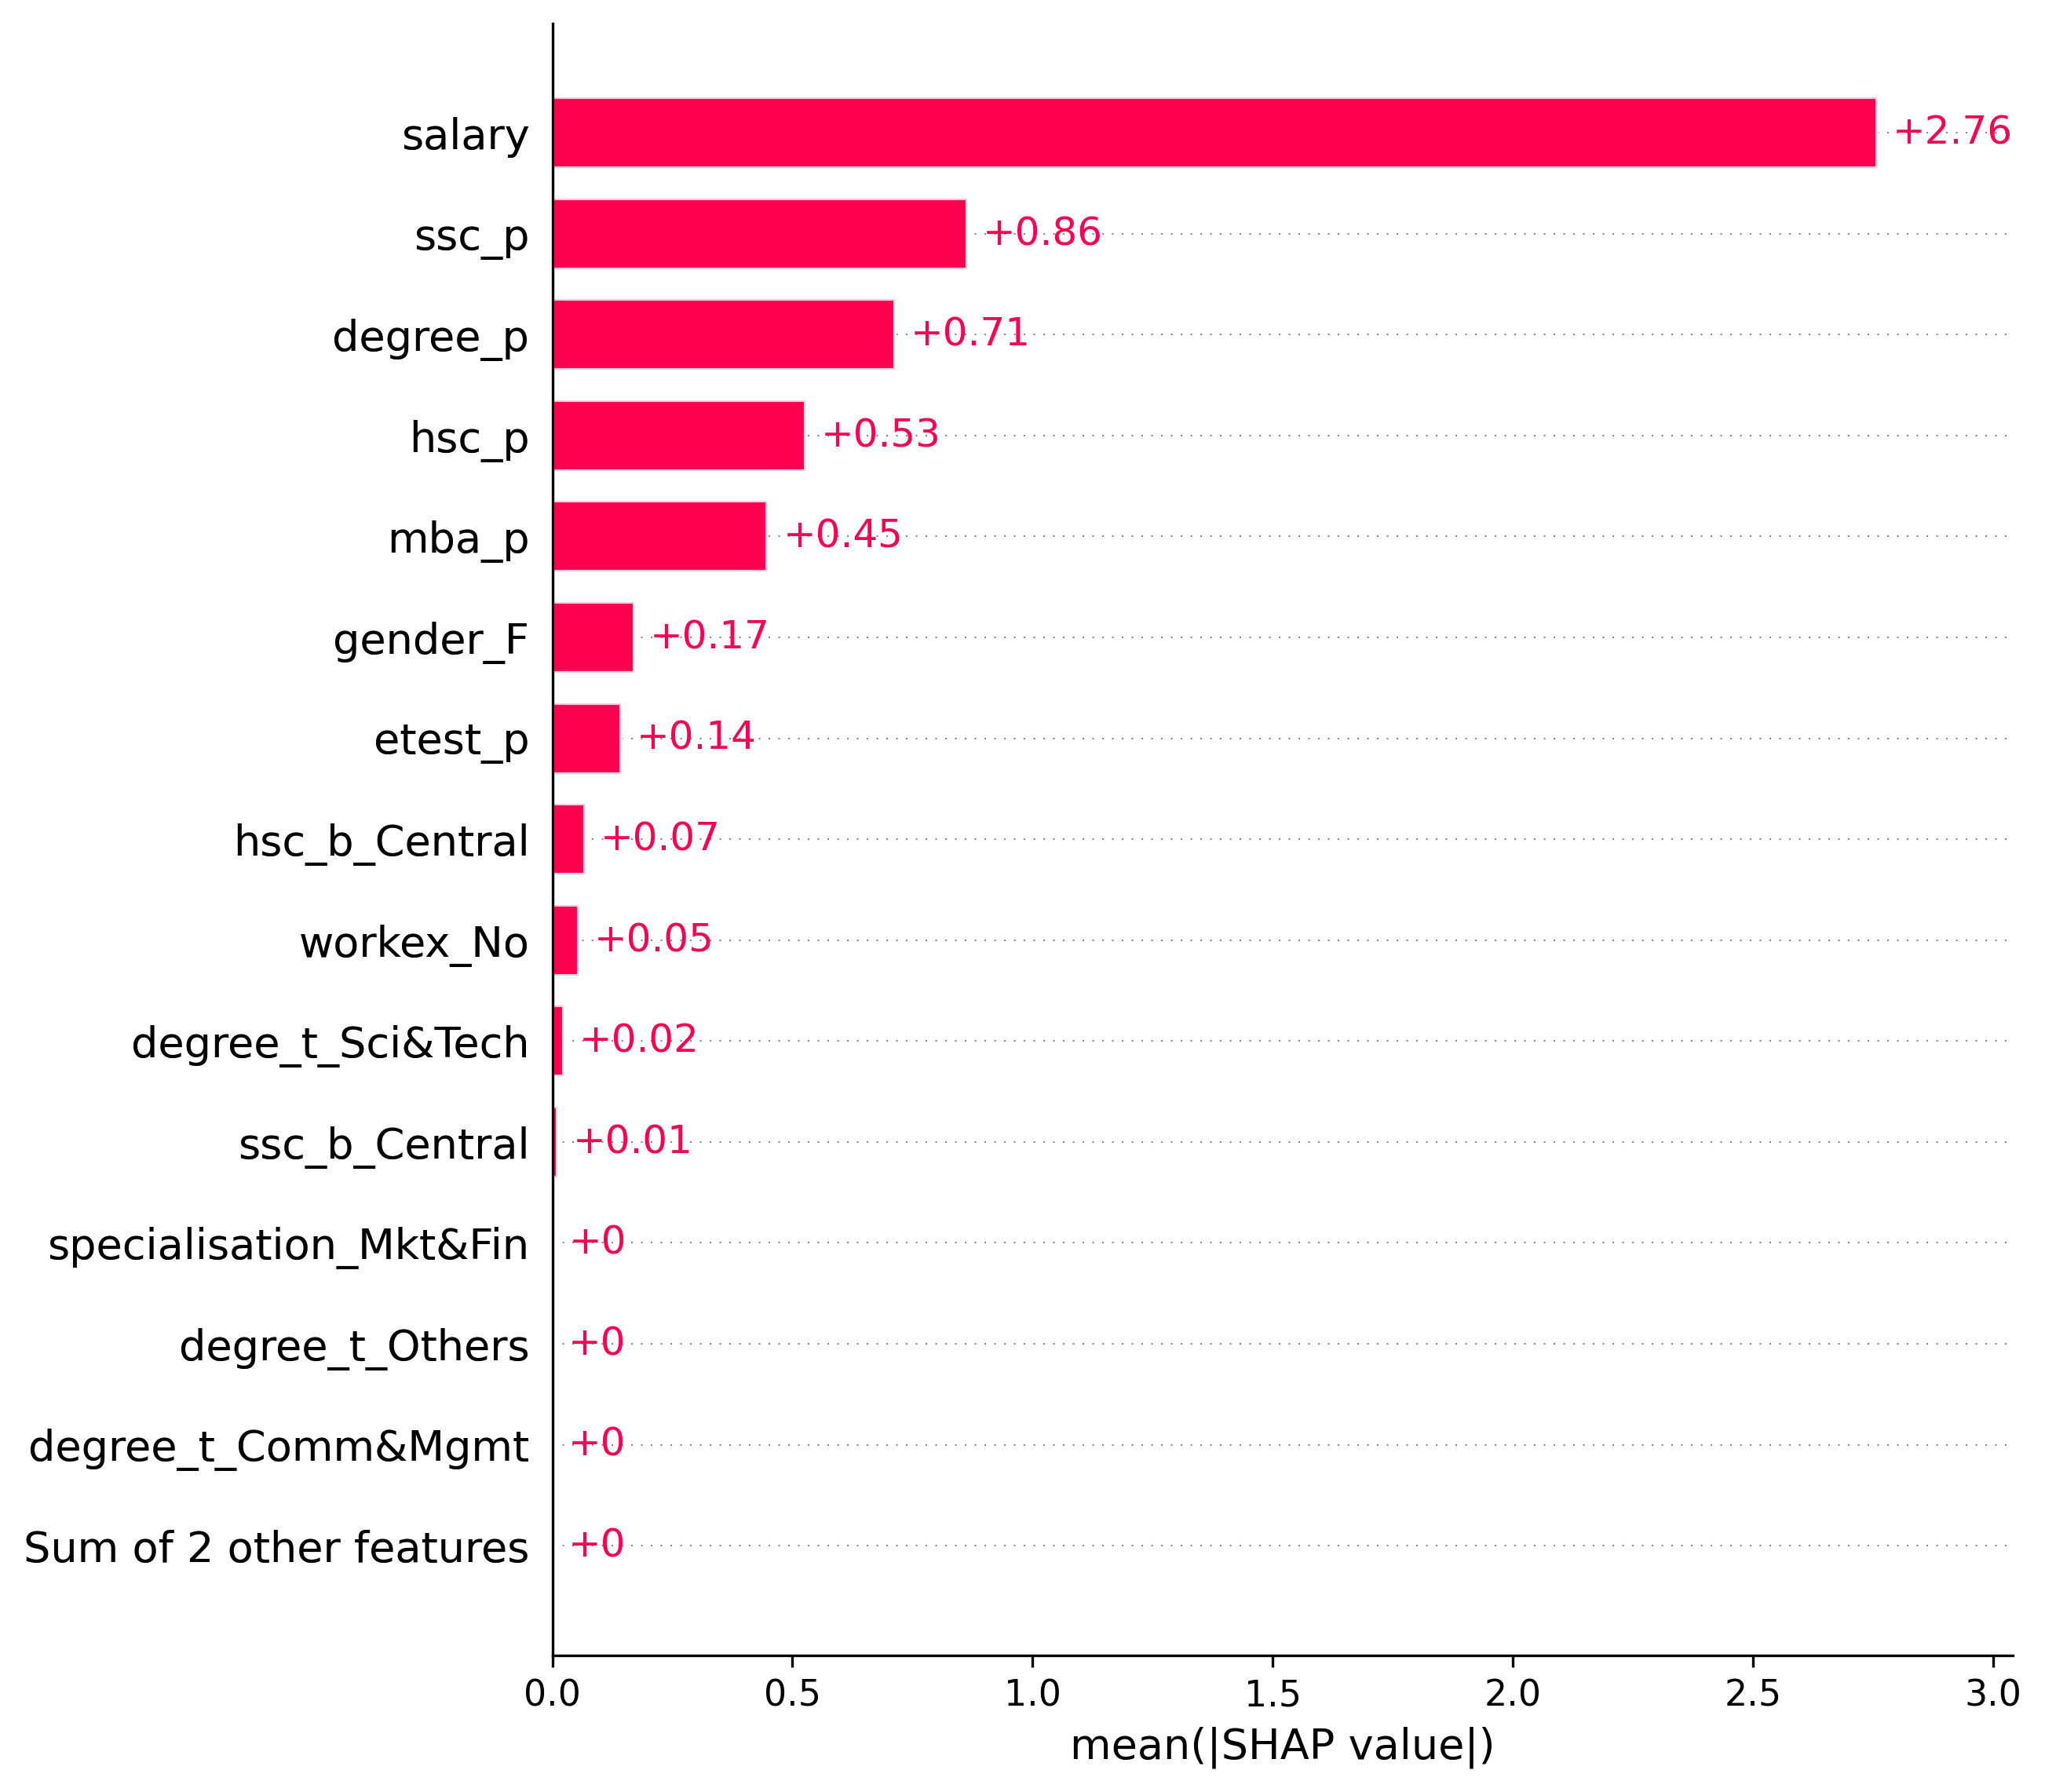 salary +2.76
ssc_p +0.86
degree_p +0.71
hsc_p +0.53
mba_p +0.45
gender_F +0.17
etest_p +0.14
hsc_b_Central +0.07
workex_No +0.05
degree_t_Sci&Tech +0.02
ssc_b_Central +0.01
specialisation_Mkt&Fin +0
degree_t_Others +0
degree_t_Comm&Mgmt +0
Sum of 2 other features +0
0.0 0.5 1.0 1.5 2.0 2.5 3.0
mean(|SHAP value|)